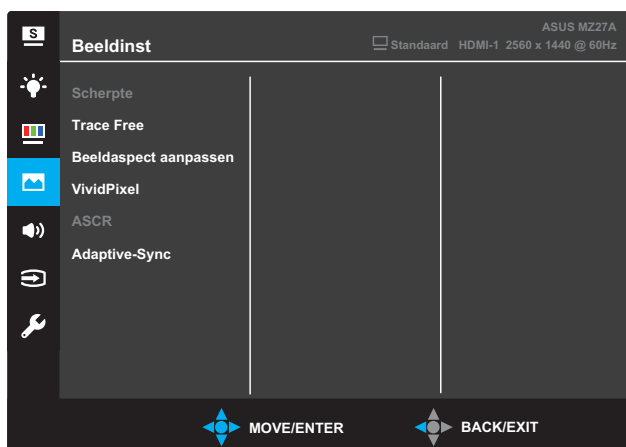 S
ASUS MZ27A
Beeldinst
Standaard HDMI-1 2560 x 1440 @ 60Hz
Scherpte
Trace Free
Beeldaspect aanpassen
VividPixel
ASCR
Adaptive-Sync
MOVE/ENTER BACK/EXIT